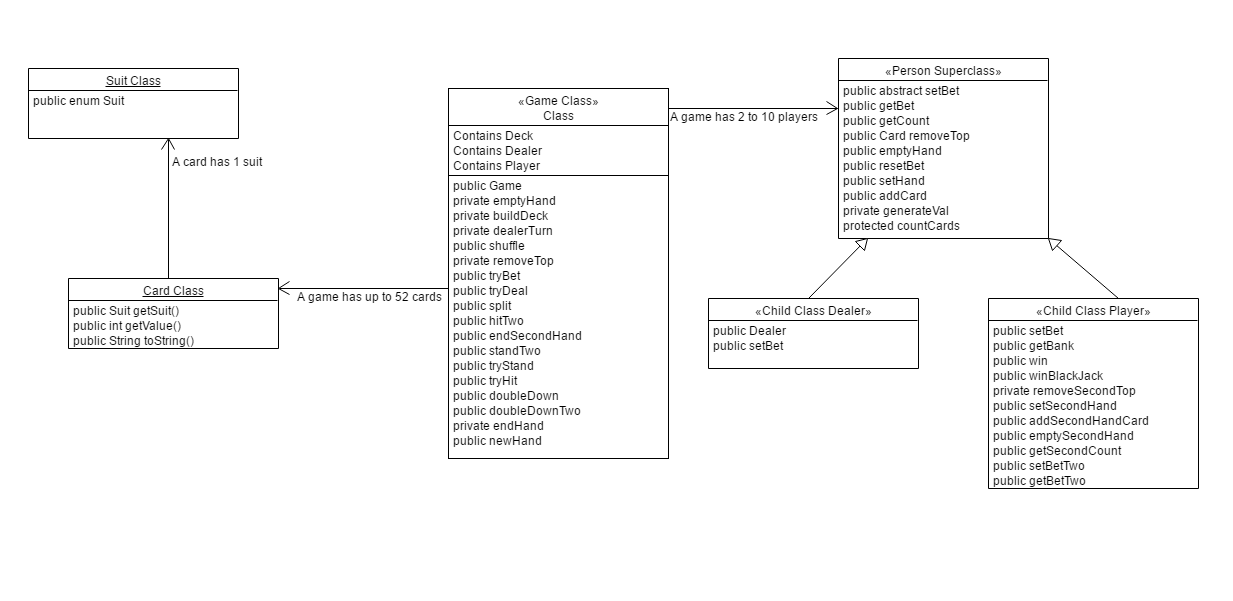 Suit Class
public enum Suit
A card has 1 suit
Card Class
public Suit getSuit()
public int getValue()
public String toString()
A game has up to 52 cards
«Game Class»
Class
Contains Deck
Contains Dealer
Contains Player
public Game
private emptyHand
private buildDeck
private dealerTurn
public shuffle
private removeTop
public tryBet
public tryDeal
public split
public hitTwo
public endSecondHand
public standTwo
public tryStand
public tryHit
public doubleDown
public doubleDownTwo
private endHand
public newHand
A game has 2 to 10 players
«Person Superclass»
public abstract setBet
public getBet
public getCount
public Card removeTop
public emptyHand
public resetBet
public setHand
public addCard
private generateVal
protected countCards
«Child Class Dealer»
public Dealer
public setBet
«Child Class Player»
public setBet
public getBank
public win
public winBlackJack
private removeSecondTop
public setSecondHand
public addSecondHandCard
public emptySecondHand
public getSecondCount
public setBetTwo
public getBetTwo